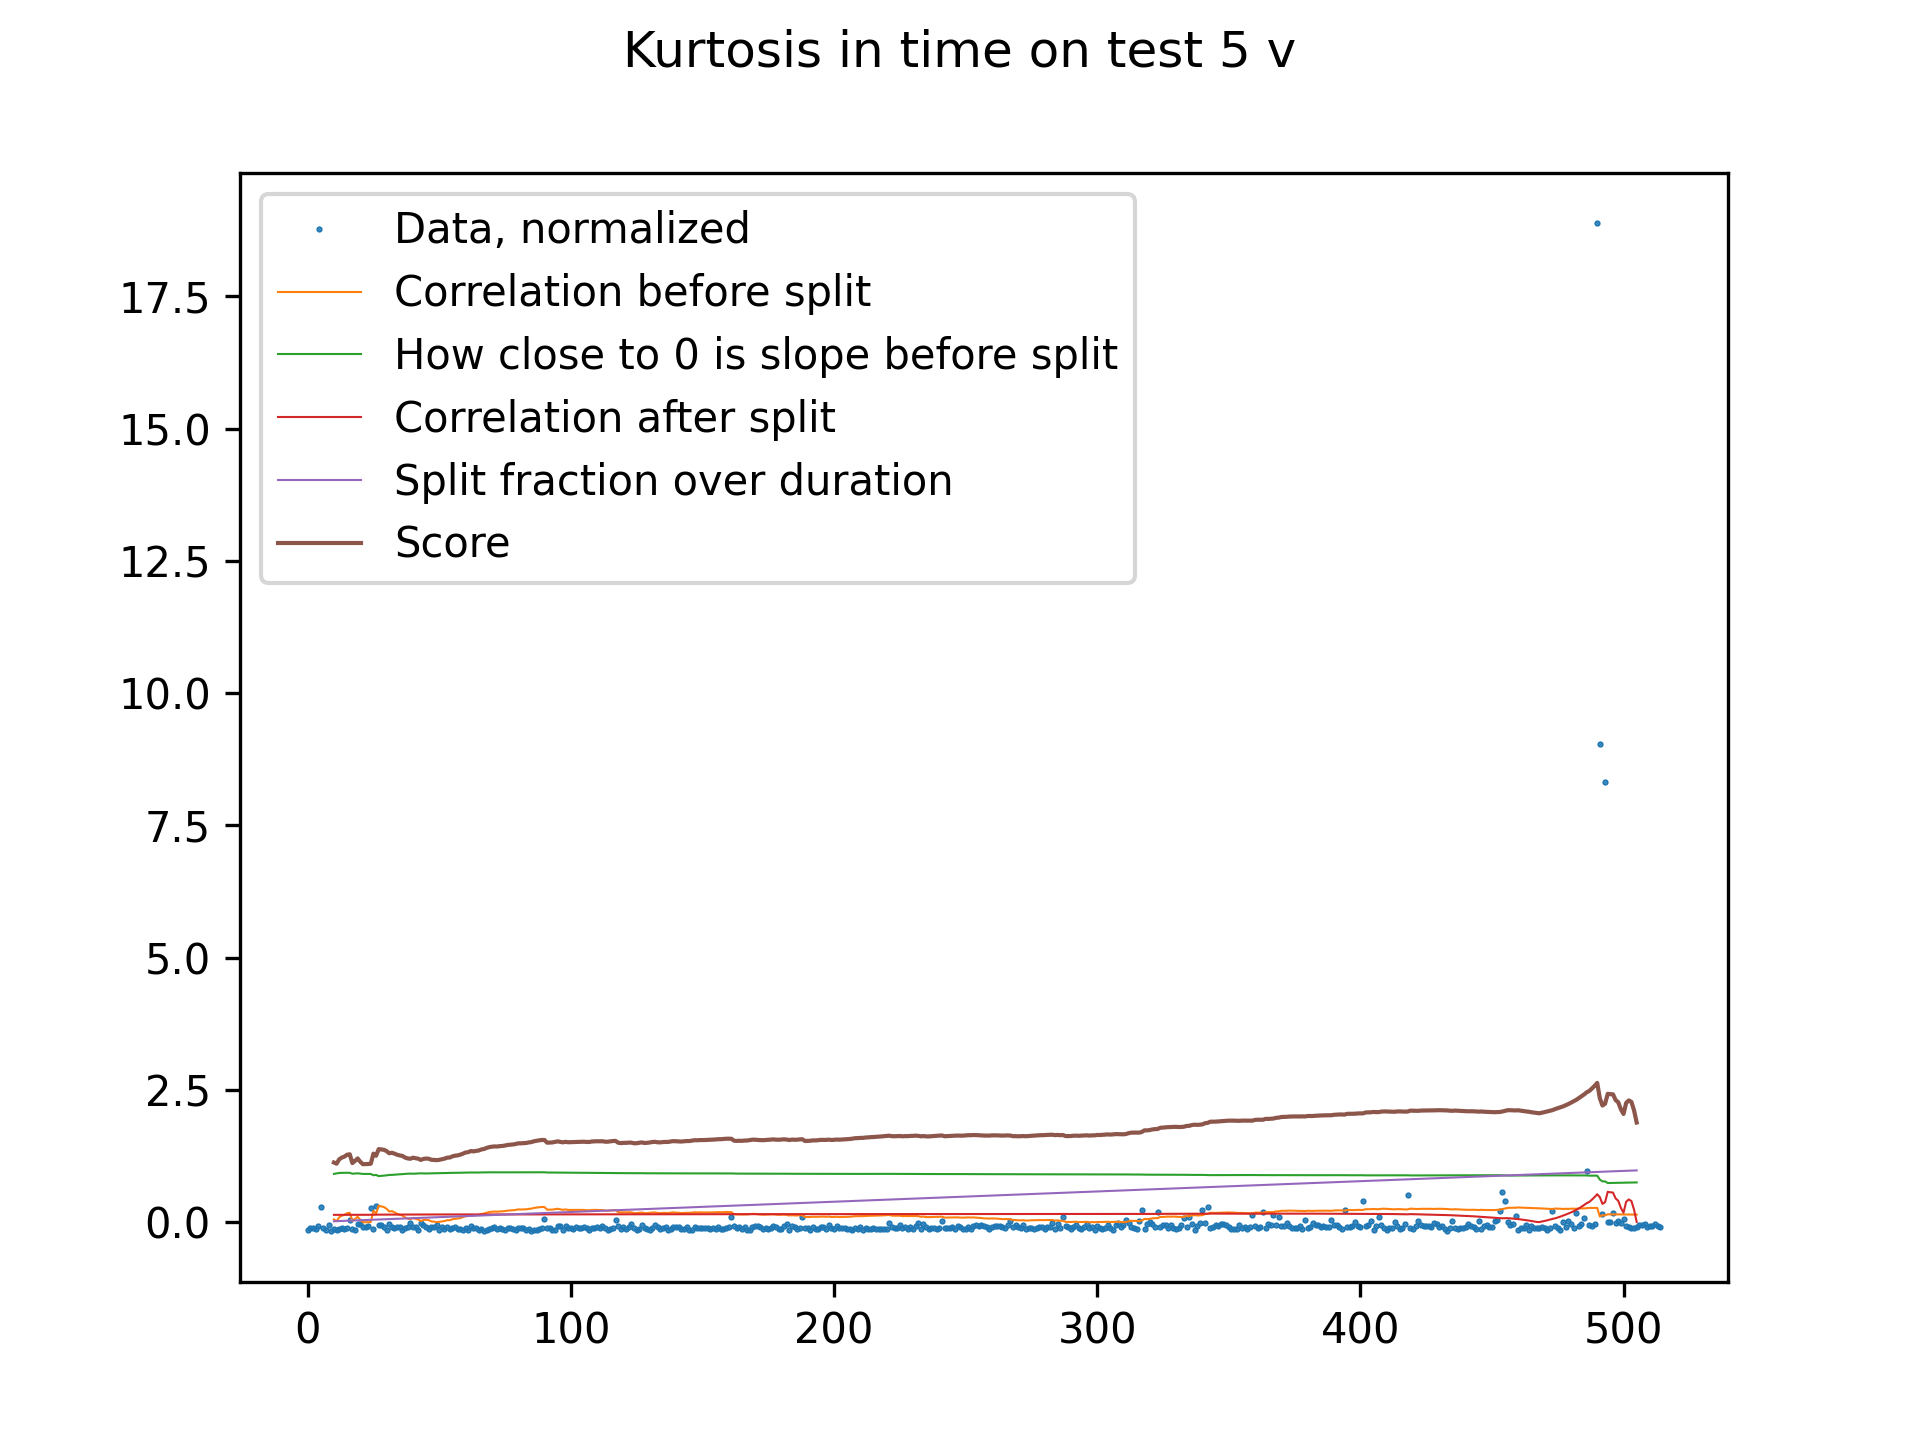 Kurtosis in time on test 5 v
Data, normalized
Correlation before split
How close to 0 is slope before split
Correlation after split
Split fraction over duration
Score
17.5
15.0
12.5
10.0
7.5
5.0
2.5
0.0
0 100 200 300 400 500